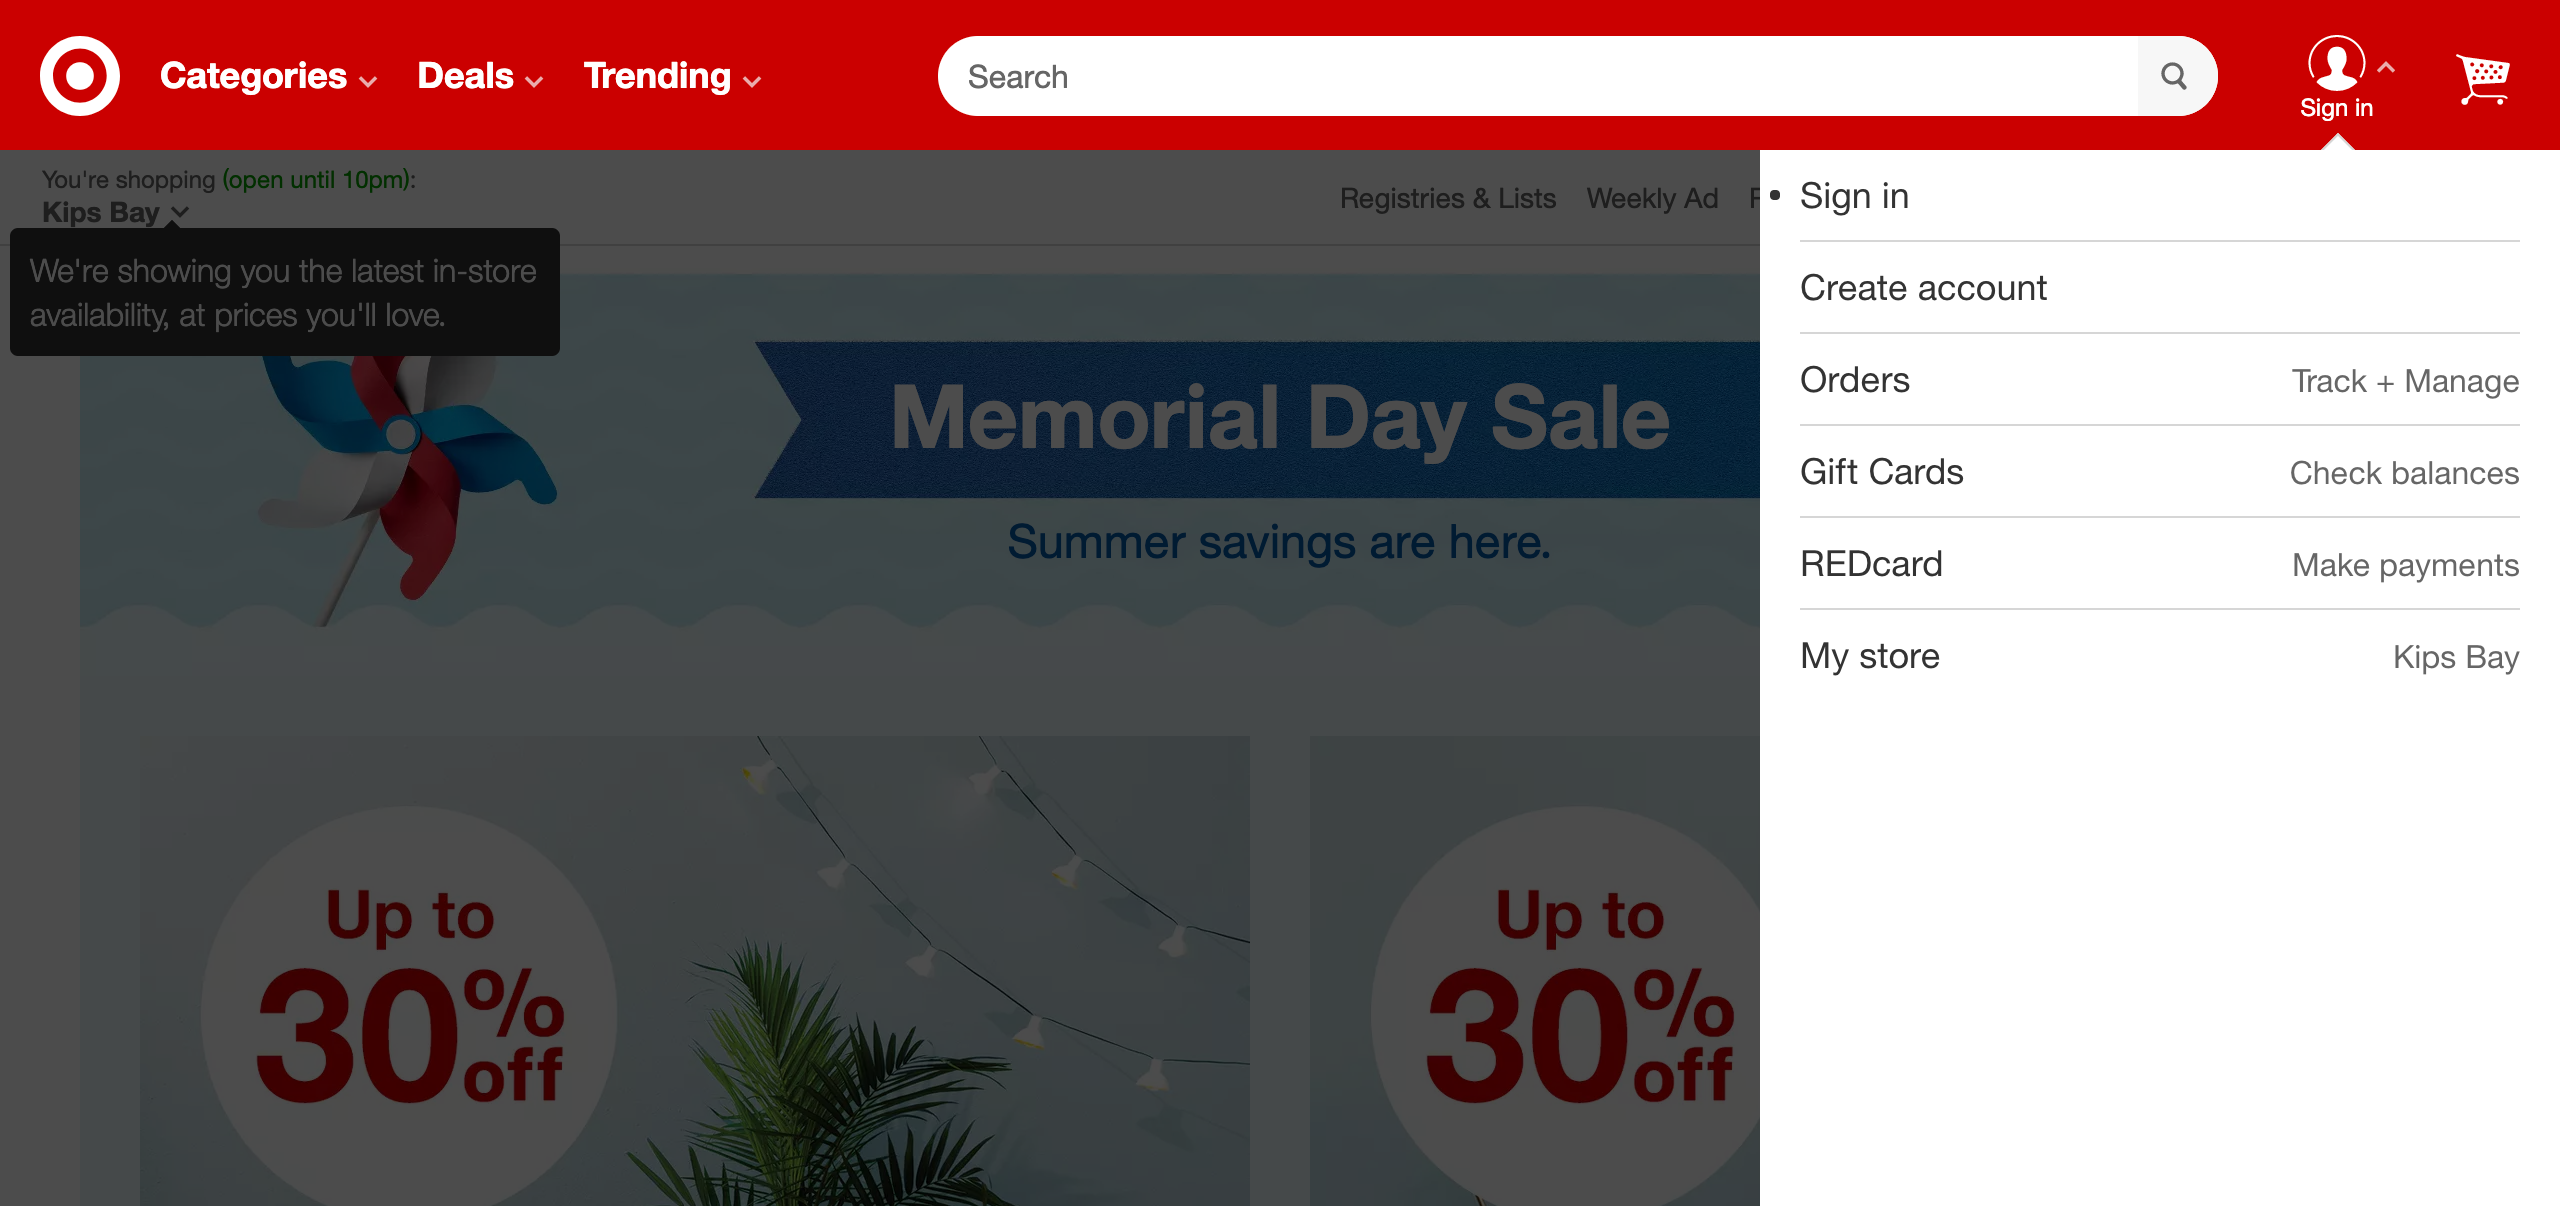 Categories
Deals
Trending
Search
Sign in
You're shopping (open until 10pm):
Kips Bay
We're showing you the latest in-store
availability, at prices you'll love.
Registries & Lists
Weekly Ad
Memorial Day Sale
Summer savings are here.
Up to
30%
off
Up to
30%
off
Sign in
Create account
Orders
Track + Manage
Gift Cards
Check balances
REDcard
Make payments
My store
Kips Bay